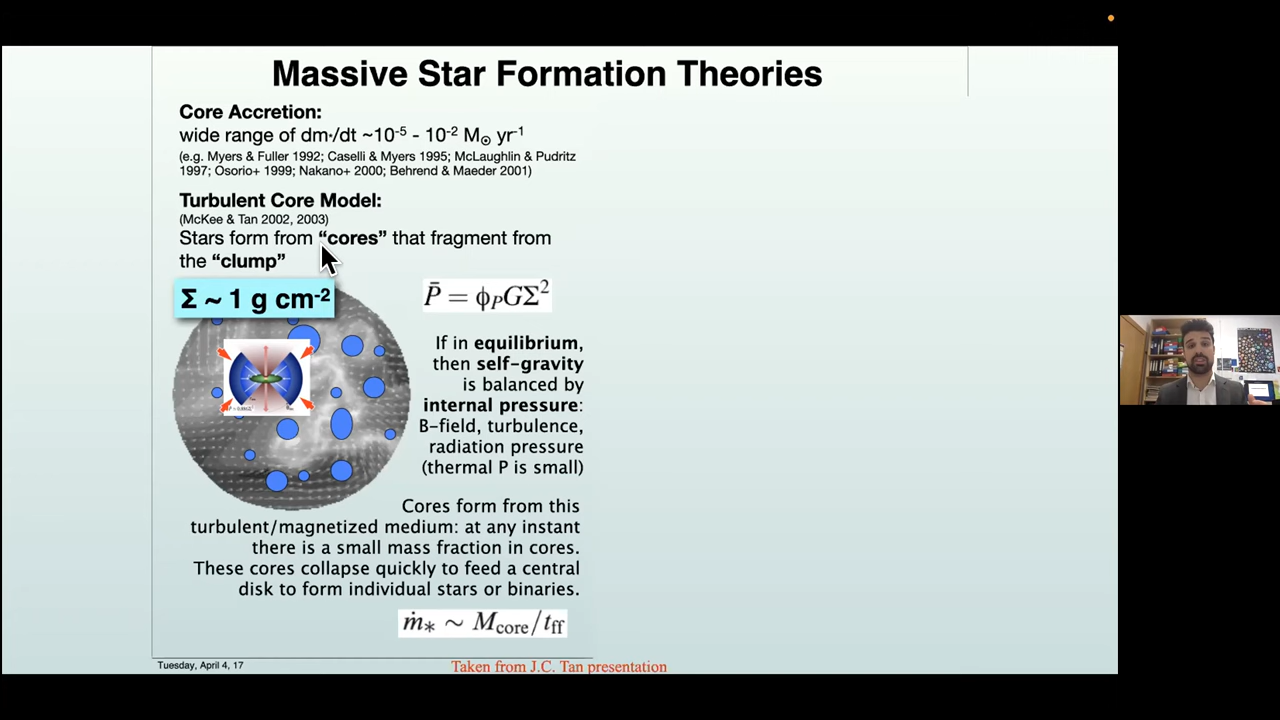 Massive Star Formation Theories
Core Accretion:
wide range of dm*/dt ~10⁻⁵ - 10⁻² M☉ yr⁻¹
(e.g. Myers & Fuller 1992; Caselli & Myers 1995; McLaughlin & Pudritz
1997; Osorio+ 1999; Nakano+ 2000; Behrend & Maeder 2001)
Turbulent Core Model:
(McKee & Tan 2002, 2003)
Stars form from “cores” that fragment from
the “clump”
Σ ~ 1 g cm⁻²
P̄ = ϕ_P GΣ²
If in equilibrium,
then self-gravity
is balanced by
internal pressure:
B-field, turbulence,
radiation pressure
(thermal P is small)
Cores form from this
turbulent/magnetized medium: at any instant
there is a small mass fraction in cores.
These cores collapse quickly to feed a central
disk to form individual stars or binaries.
ṁ* ~ M_core/t_ff
Tuesday, April 4, 17
Taken from J.C. Tan presentation